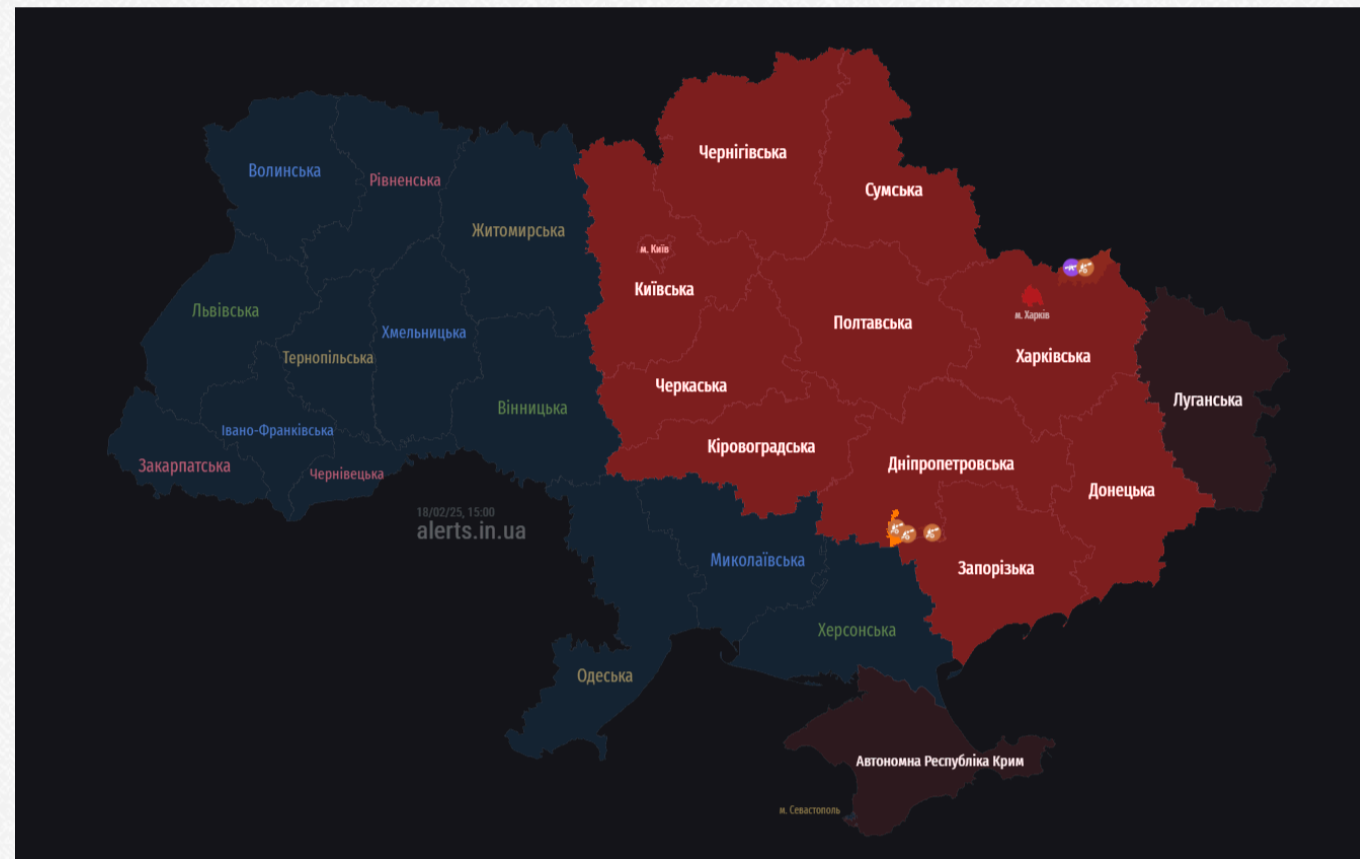 Чернігівська
Волинська
Рівненська
Сумська
Житомирська
м. Київ
Київська
Львівська
м. Харків
Полтавська
Хмельницька
Тернопільська
Харківська
Черкаська
Луганська
Вінницька
Івано-Франківська
Кіровоградська
Закарпатська
Чернівецька
Дніпропетровська
Донецька
18/02/25, 15:00
alerts.in.ua
Миколаївська
Запорізька
Херсонська
Одеська
Автономна Республіка Крим
м. Севастополь